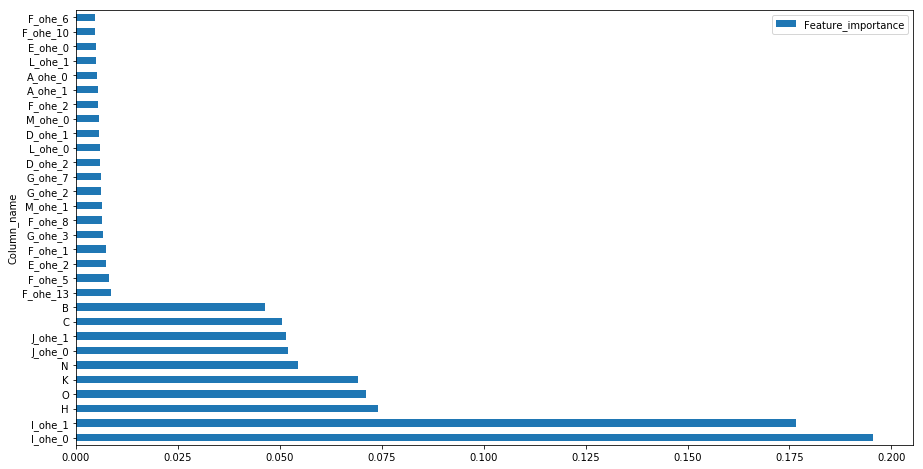 Feature_importance
Column_name
F_ohe_6
F_ohe_10
E_ohe_0
L_ohe_1
A_ohe_0
A_ohe_1
F_ohe_2
M_ohe_0
D_ohe_1
L_ohe_0
D_ohe_2
G_ohe_7
G_ohe_2
M_ohe_1
F_ohe_8
G_ohe_3
F_ohe_1
E_ohe_2
F_ohe_5
F_ohe_13
B
C
J_ohe_1
J_ohe_0
N
K
O
H
I_ohe_1
I_ohe_0
0.000 0.025 0.050 0.075 0.100 0.125 0.150 0.175 0.200